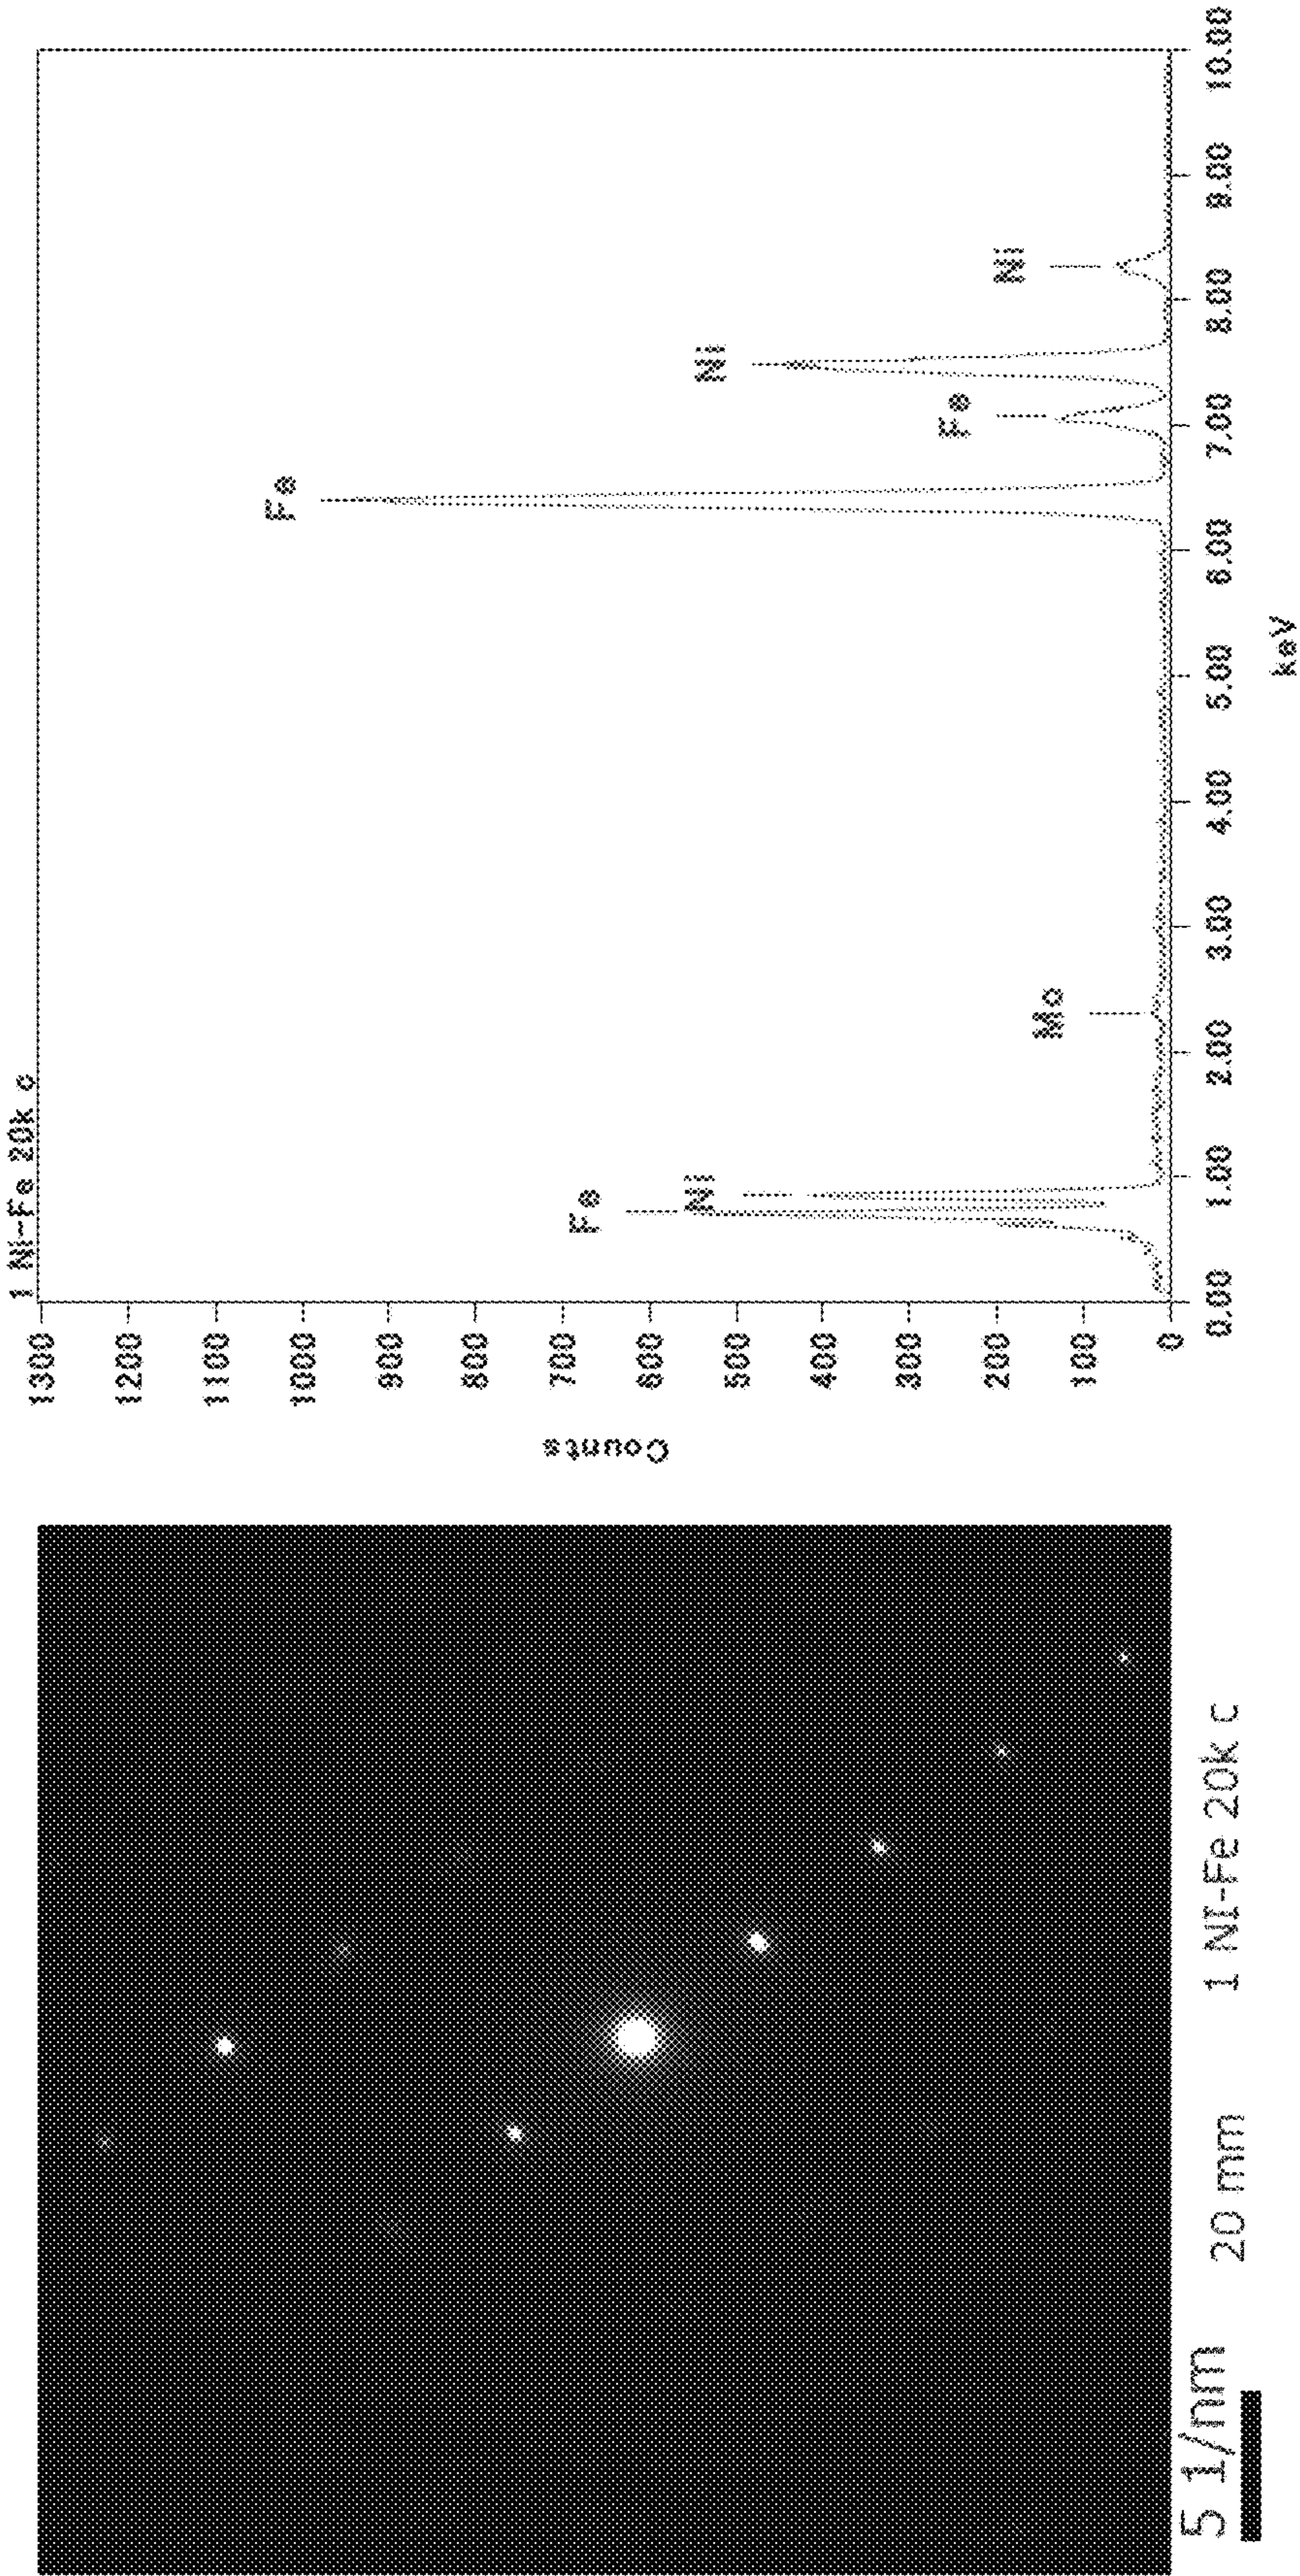 5 1/nm
20 mm
1 NI-Fe 20k c
1 Ni-Fe 20k c
Counts
1300
1200
1100
1000
900
800
700
600
500
400
300
200
100
0
Fe
Ni
Mo
Fe
Fe
Ni
Ni
0.00 1.00 2.00 3.00 4.00 5.00 6.00 7.00 8.00 9.00 10.00
keV